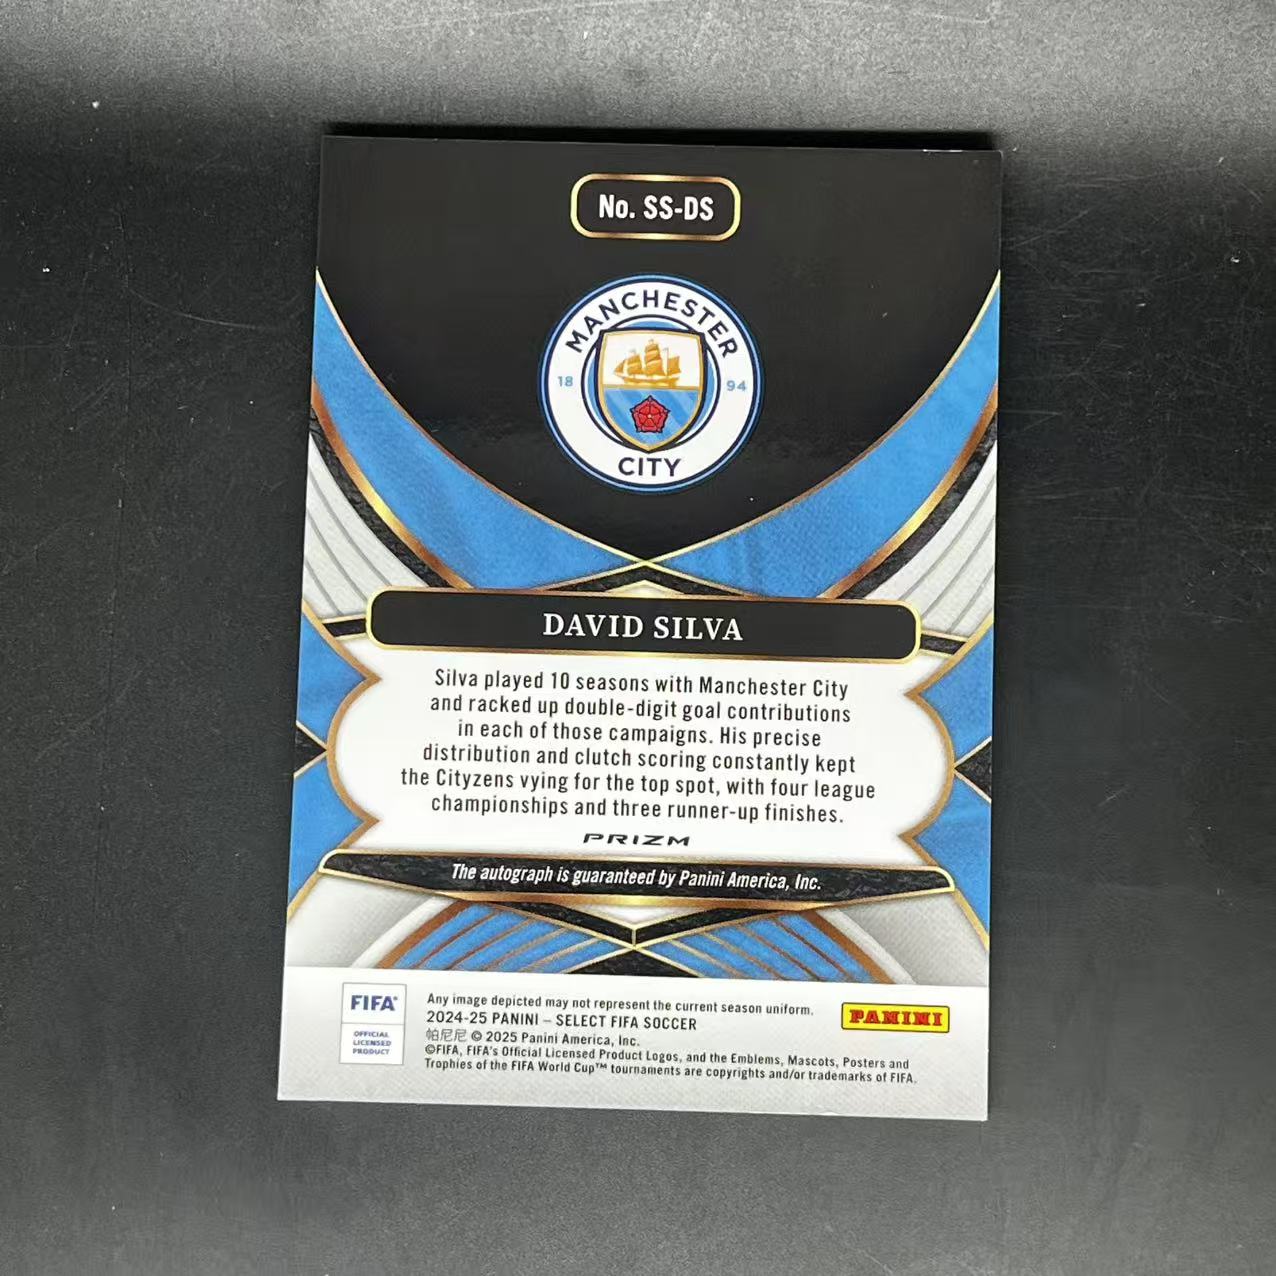 No. SS-DS
MANCHESTER
18 94
CITY
DAVID SILVA
Silva played 10 seasons with Manchester City
and racked up double-digit goal contributions
in each of those campaigns. His precise
distribution and clutch scoring constantly kept
the Cityzens vying for the top spot, with four league
championships and three runner-up finishes.
PRIZM
The autograph is guaranteed by Panini America, Inc.
FIFA®
OFFICIAL
LICENSED
PRODUCT
Any image depicted may not represent the current season uniform.
2024-25 PANINI – SELECT FIFA SOCCER
帕尼尼 © 2025 Panini America, Inc.
©FIFA, FIFA's Official Licensed Product Logos, and the Emblems, Mascots, Posters and
Trophies of the FIFA World Cup™ tournaments are copyrights and/or trademarks of FIFA.
PANINI